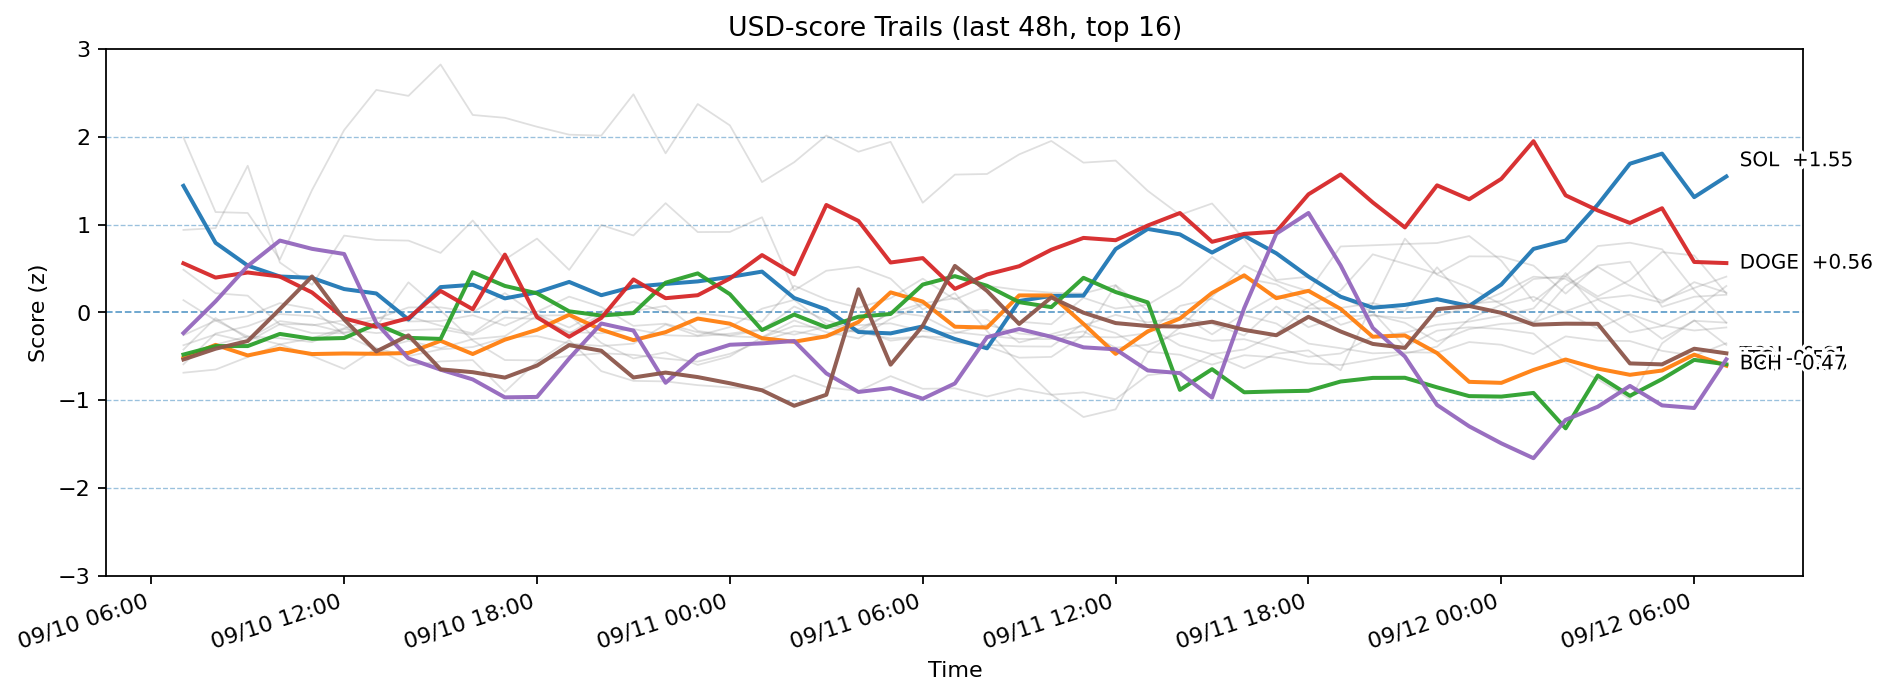 USD-score Trails (last 48h, top 16)
Score (z)
3
2
1
0
−1
−2
−3
SOL +1.55
DOGE +0.56
BCH -0.47
09/10 06:00
09/10 12:00
09/10 18:00
09/11 00:00
09/11 06:00
09/11 12:00
09/11 18:00
09/12 00:00
09/12 06:00
Time